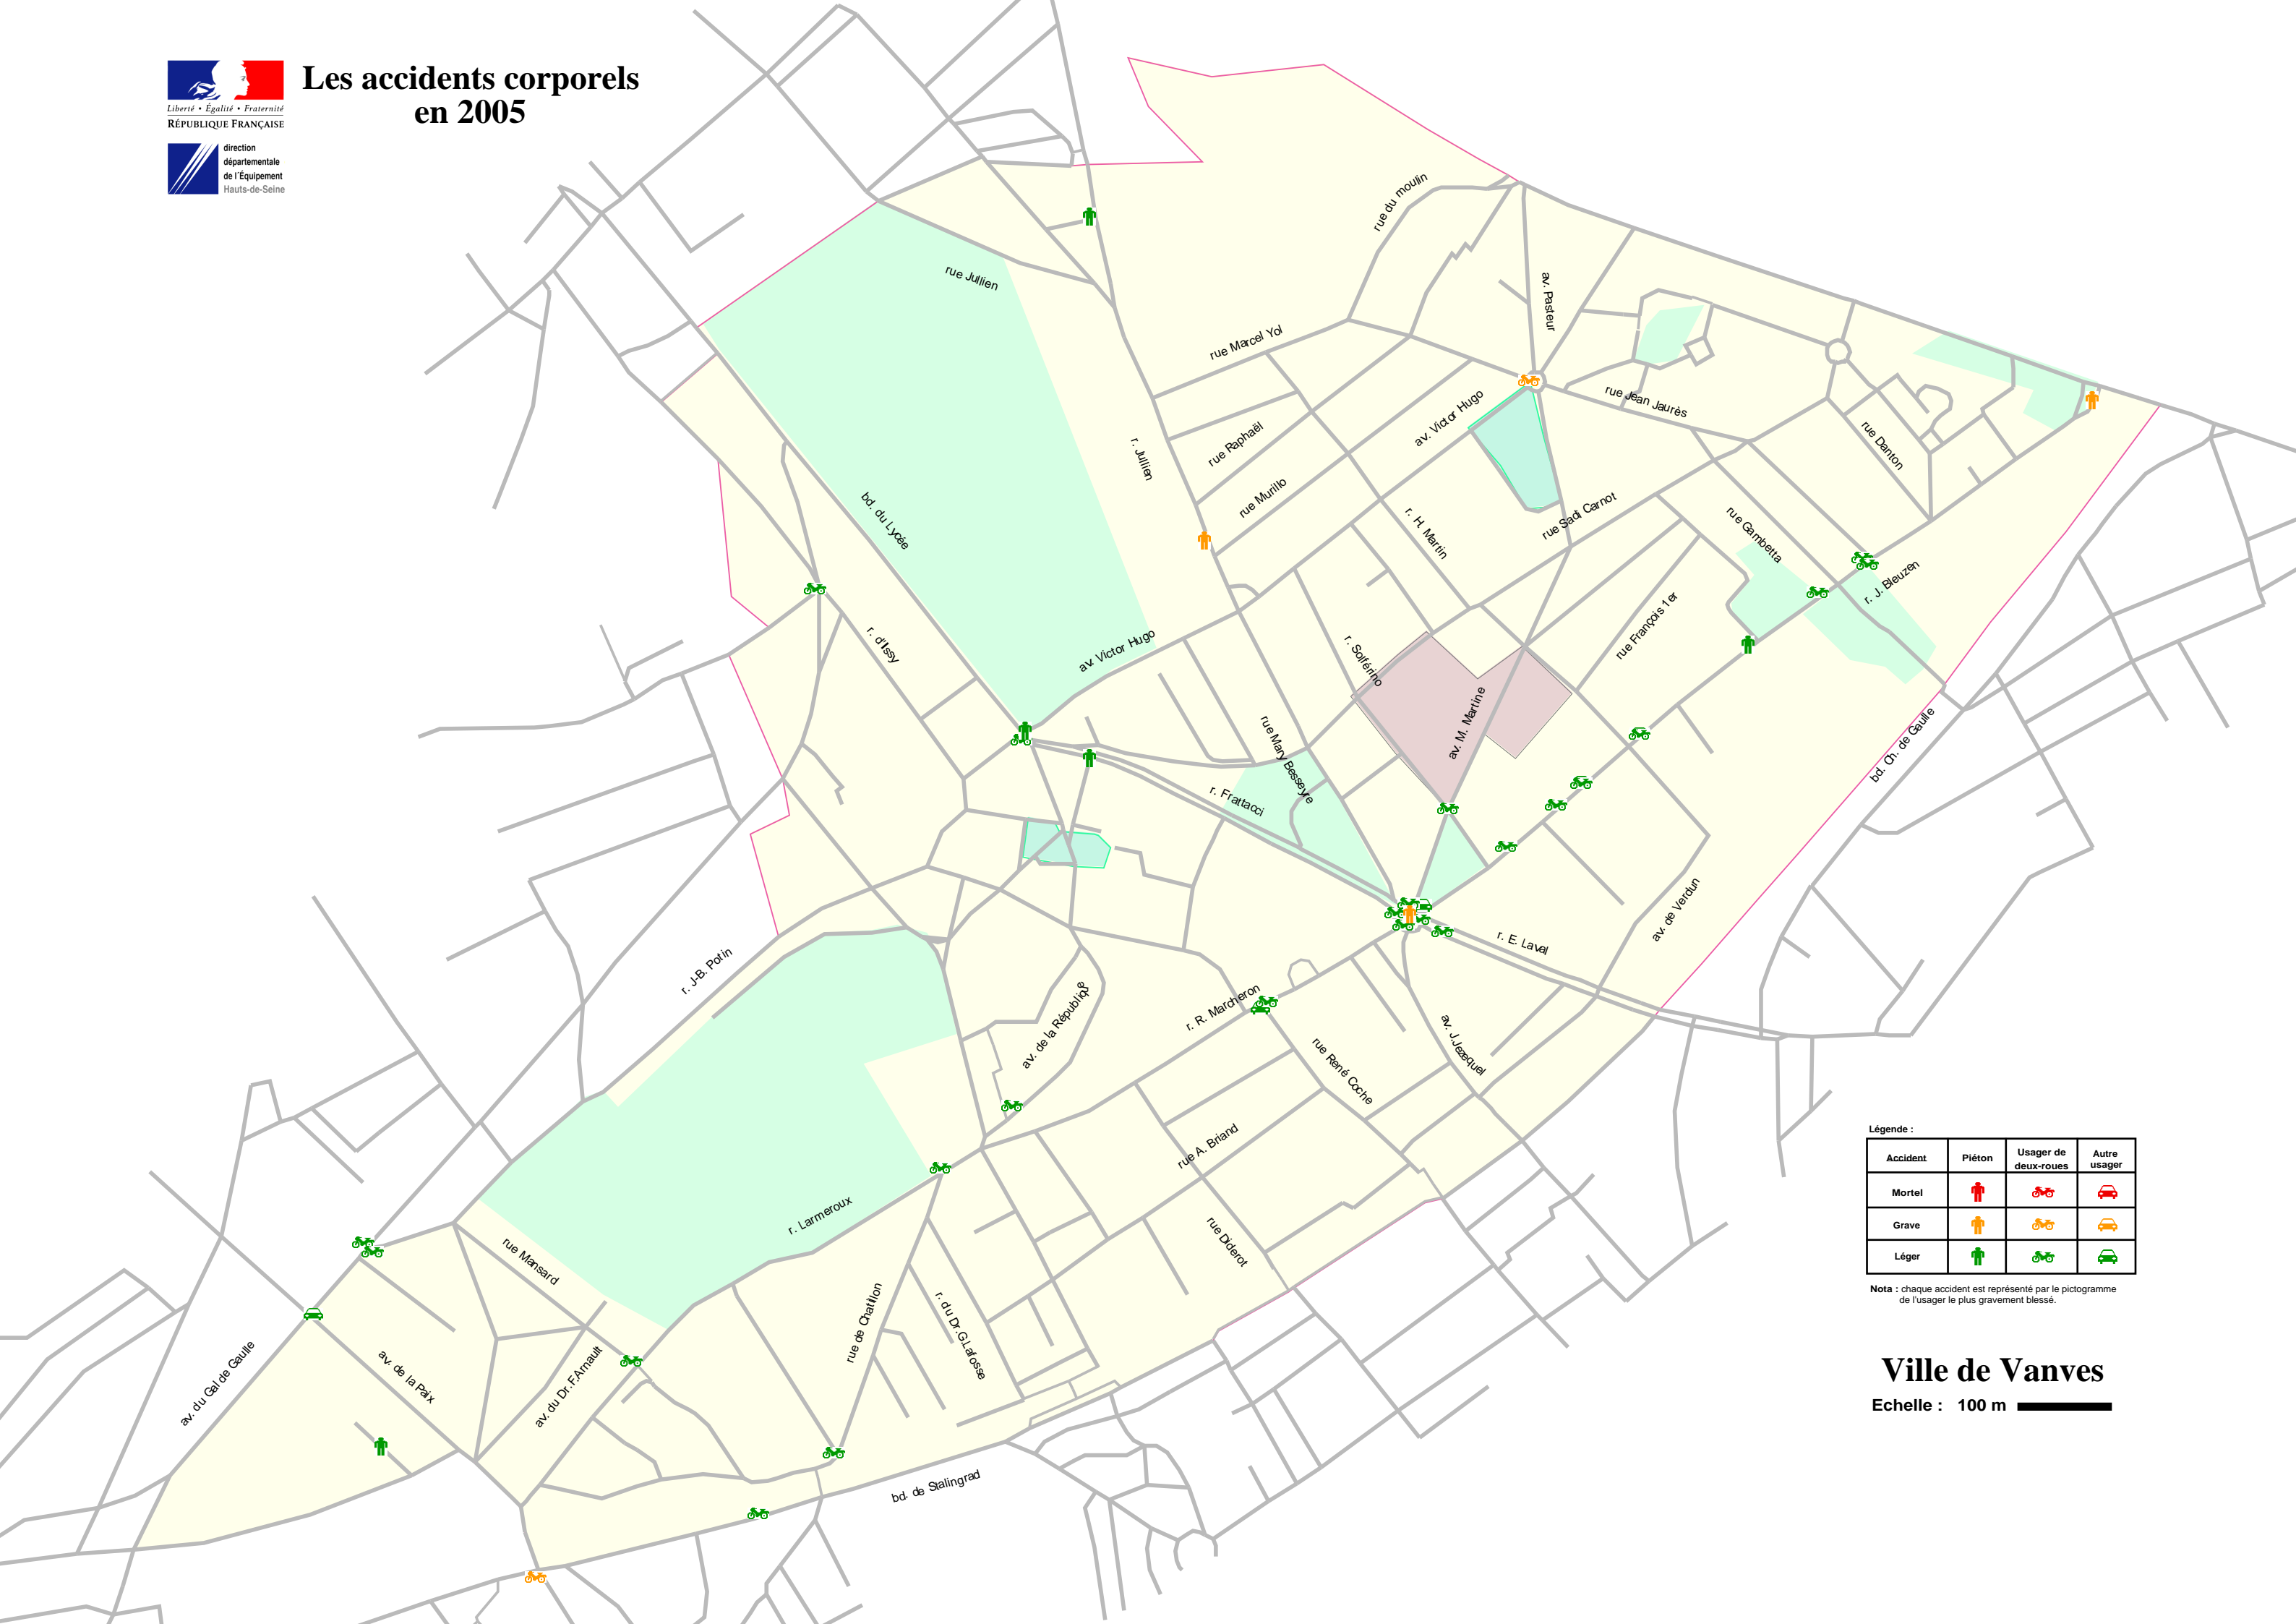 Les accidents corporels
en 2005
Liberté • Égalité • Fraternité
RÉPUBLIQUE FRANÇAISE
direction
départementale
de l'Équipement
Hauts-de-Seine
rue du moulin
rue Jullien
av. Pasteur
rue Marcel Yol
rue Jean Jaurès
av. Victor Hugo
rue Raphaël
r. Jullien
rue Danton
rue Murillo
bd. du Lycée
rue Sadi Carnot
r. H. Martin
rue Gambetta
r. J. Bleuzen
rue François 1er
r. d'Issy
av. Victor Hugo
r. Solférino
av. M. Martine
rue Mary Besseyre
bd. Ch. de Gaulle
r. Frattacci
av. de Verdun
r. E. Laval
r. J-B. Potin
av. de la République
r. R. Marcheron
av. J.Jezequel
rue René Coche
rue A. Briand
r. Larmeroux
rue Mansard
rue Diderot
rue de Chatillon
r. du Dr.G.Lafosse
av. du Gal de Gaulle
av. de la Paix
av. du Dr. F.Arnault
bd. de Stalingrad
Légende :
Accident Piéton Usager de deux-roues Autre usager
Mortel
Grave
Léger
Nota : chaque accident est représenté par le pictogramme
de l'usager le plus gravement blessé.
Ville de Vanves
Echelle : 100 m